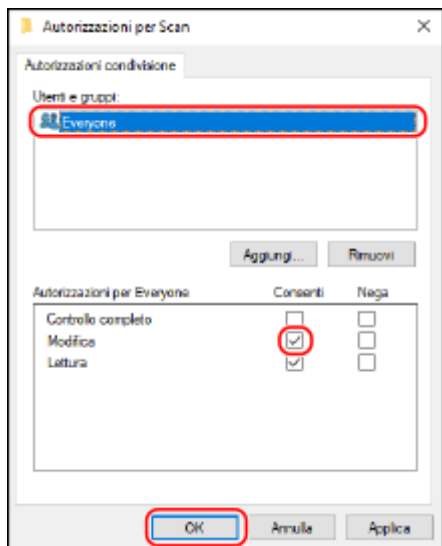 Autorizzazioni per Scan
Autorizzazioni condivisione
Utenti e gruppi:
Everyone
Aggiungi... Rimuovi
Autorizzazioni per Everyone Consenti Nega
Controllo completo
Modifica
Lettura
OK Annulla Applica